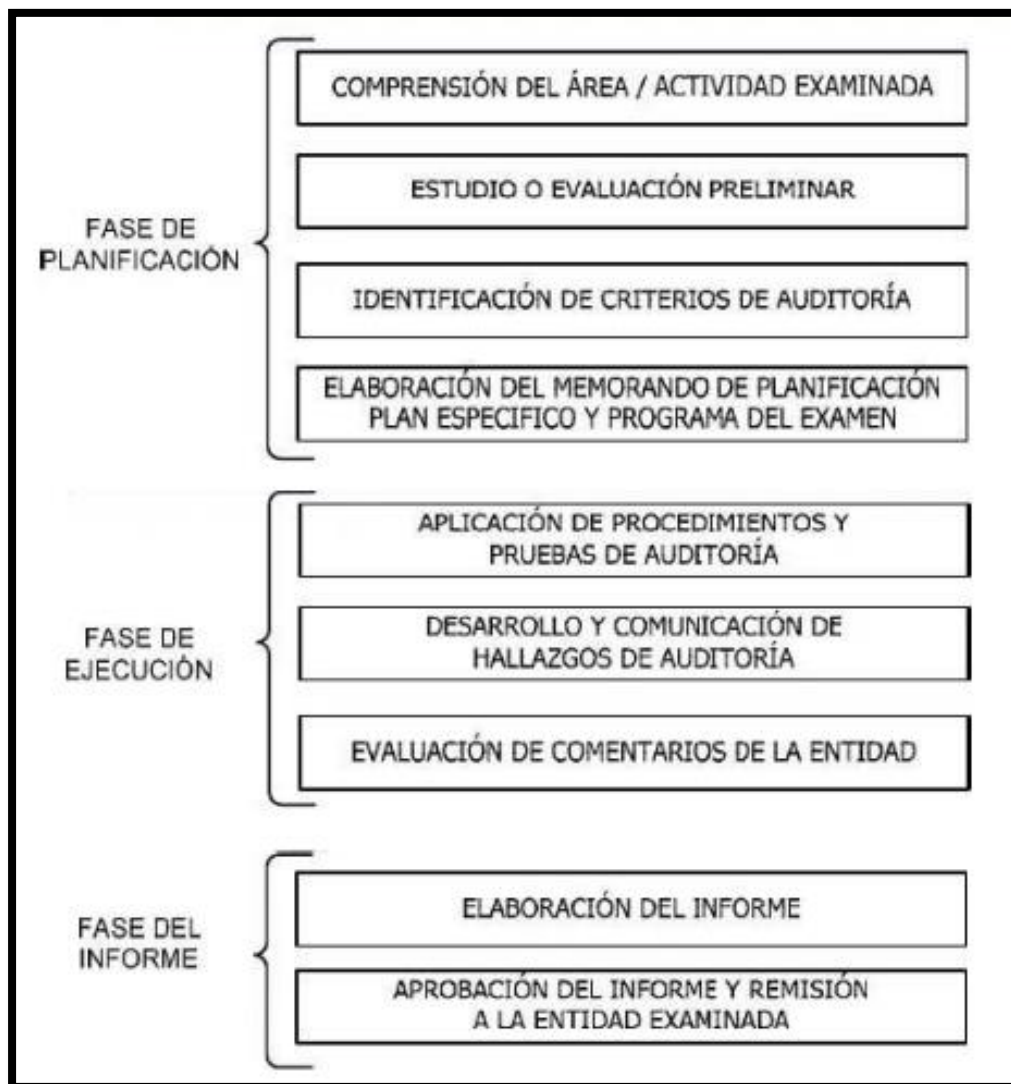 FASE DE
PLANIFICACIÓN
COMPRENSIÓN DEL ÁREA / ACTIVIDAD EXAMINADA
ESTUDIO O EVALUACIÓN PRELIMINAR
IDENTIFICACIÓN DE CRITERIOS DE AUDITORÍA
ELABORACIÓN DEL MEMORANDO DE PLANIFICACIÓN
PLAN ESPECIFICO Y PROGRAMA DEL EXAMEN
FASE DE
EJECUCIÓN
APLICACIÓN DE PROCEDIMIENTOS Y
PRUEBAS DE AUDITORÍA
DESARROLLO Y COMUNICACIÓN DE
HALLAZGOS DE AUDITORÍA
EVALUACIÓN DE COMENTARIOS DE LA ENTIDAD
FASE DEL
INFORME
ELABORACIÓN DEL INFORME
APROBACIÓN DEL INFORME Y REMISIÓN
A LA ENTIDAD EXAMINADA